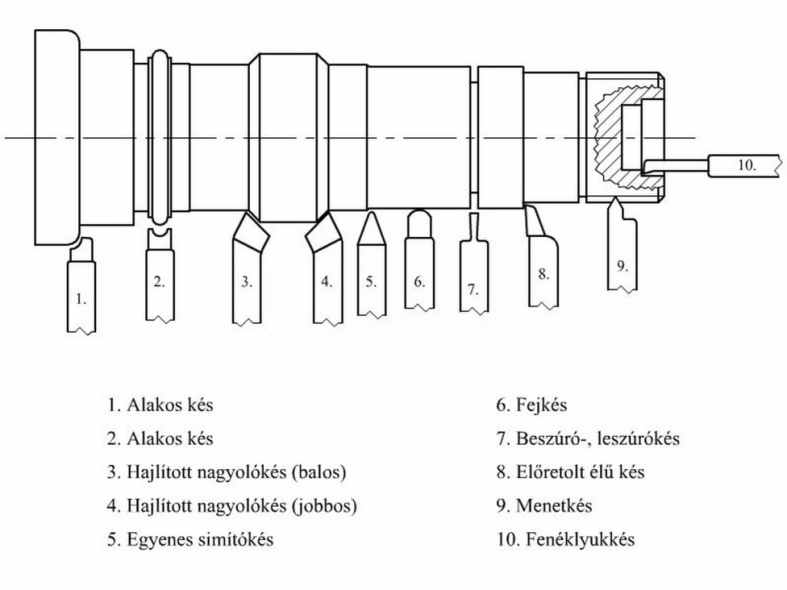 10.
1.
2.
3.
4.
5.
6.
7.
8.
9.
1. Alakos kés
2. Alakos kés
3. Hajlított nagyolókés (balos)
4. Hajlított nagyolókés (jobbos)
5. Egyenes simítókés
6. Fejkés
7. Beszúró-, leszúrókés
8. Előretolt élű kés
9. Menetkés
10. Fenéklyukkés